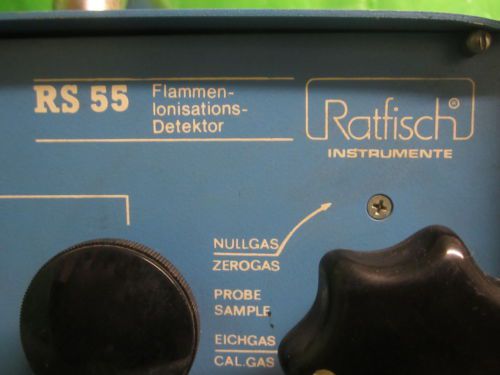 RS 55
Flammen-
Ionisations-
Detektor
Ratfisch®
INSTRUMENTE
NULLGAS
ZEROGAS
PROBE
SAMPLE
EICHGAS
CAL.GAS